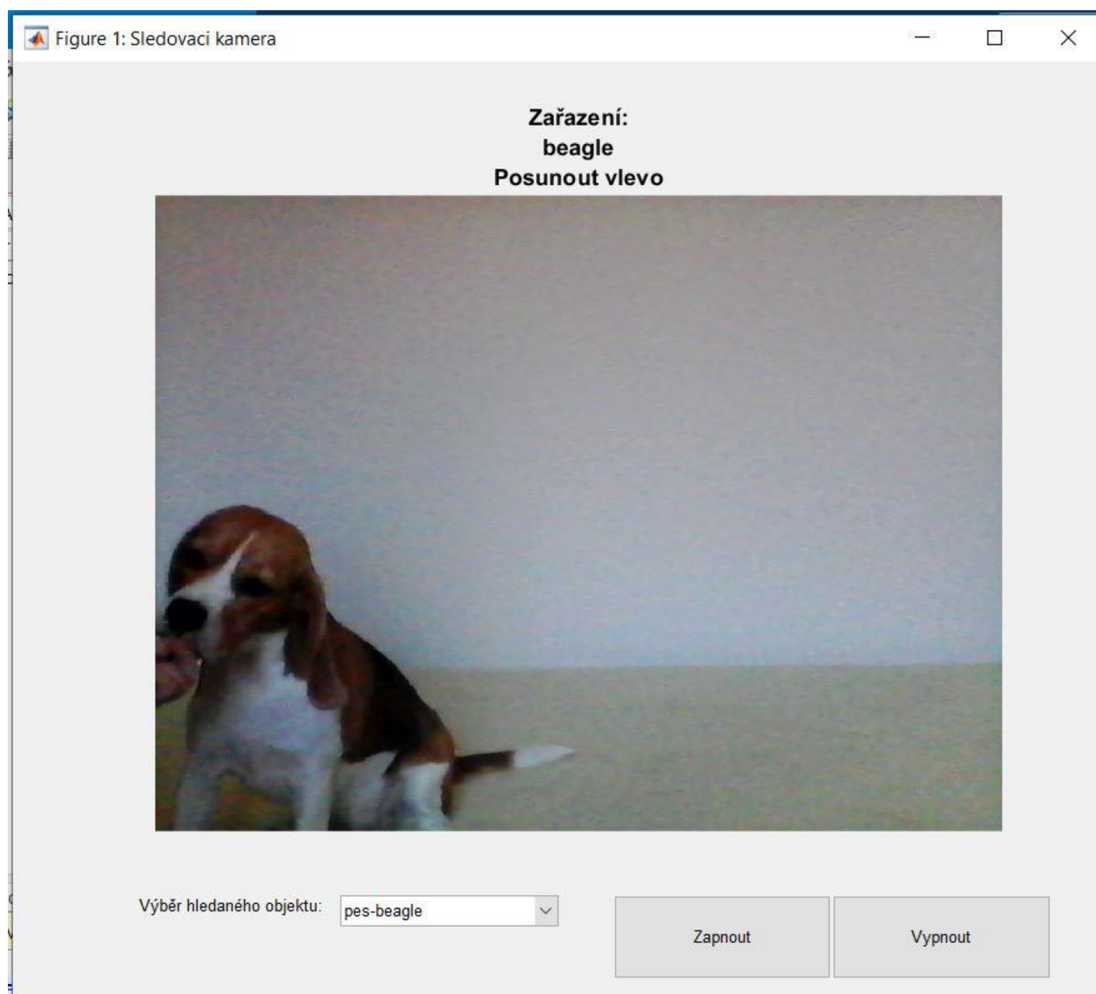 Figure 1: Sledovaci kamera
Zařazení:
beagle
Posunout vlevo
Výběr hledaného objektu:
pes-beagle
Zapnout
Vypnout